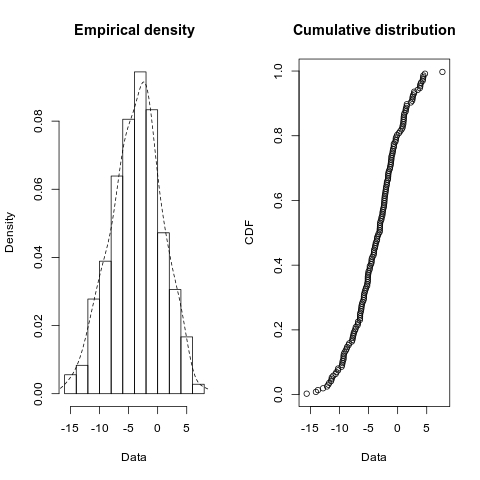 Empirical density
Density
0.00
0.02
0.04
0.06
0.08
-15 -10 -5 0 5
Data
Cumulative distribution
CDF
0.0
0.2
0.4
0.6
0.8
1.0
-15 -10 -5 0 5
Data